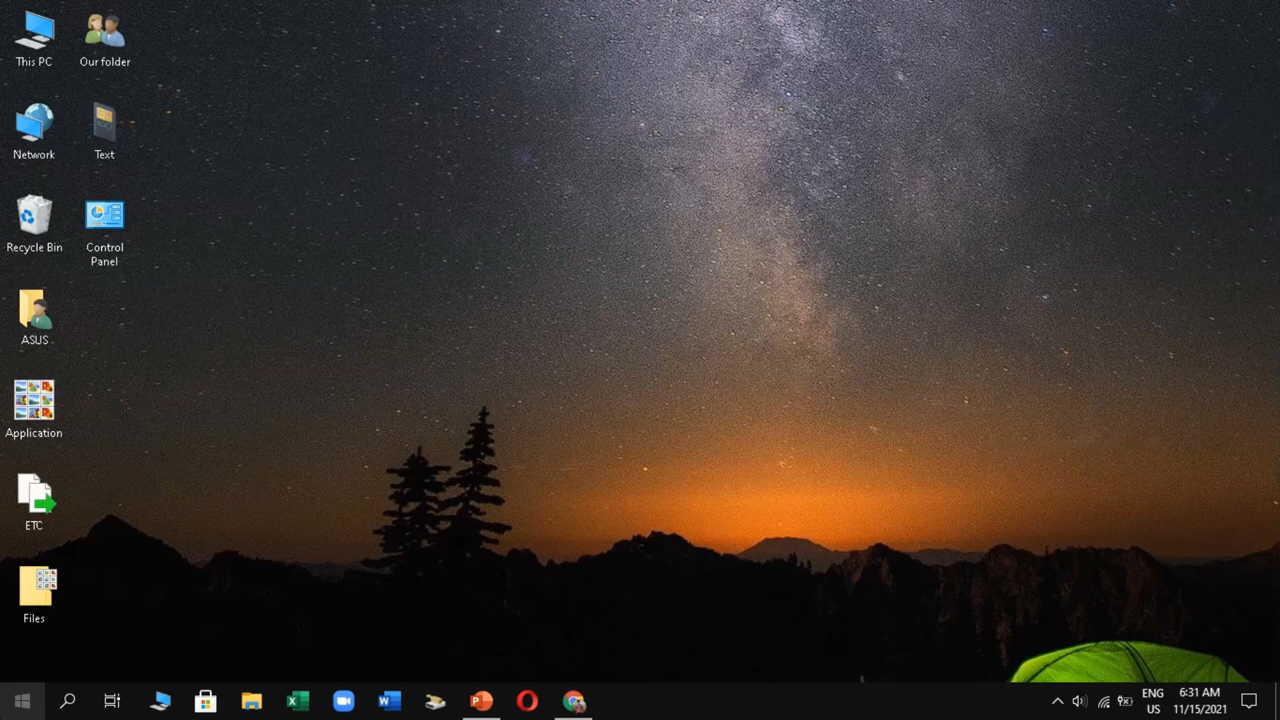 This PC
Our folder
Network
Text
Recycle Bin
Control
Panel
ASUS
Application
ETC
Files
ENG
US
6:31 AM
11/15/2021